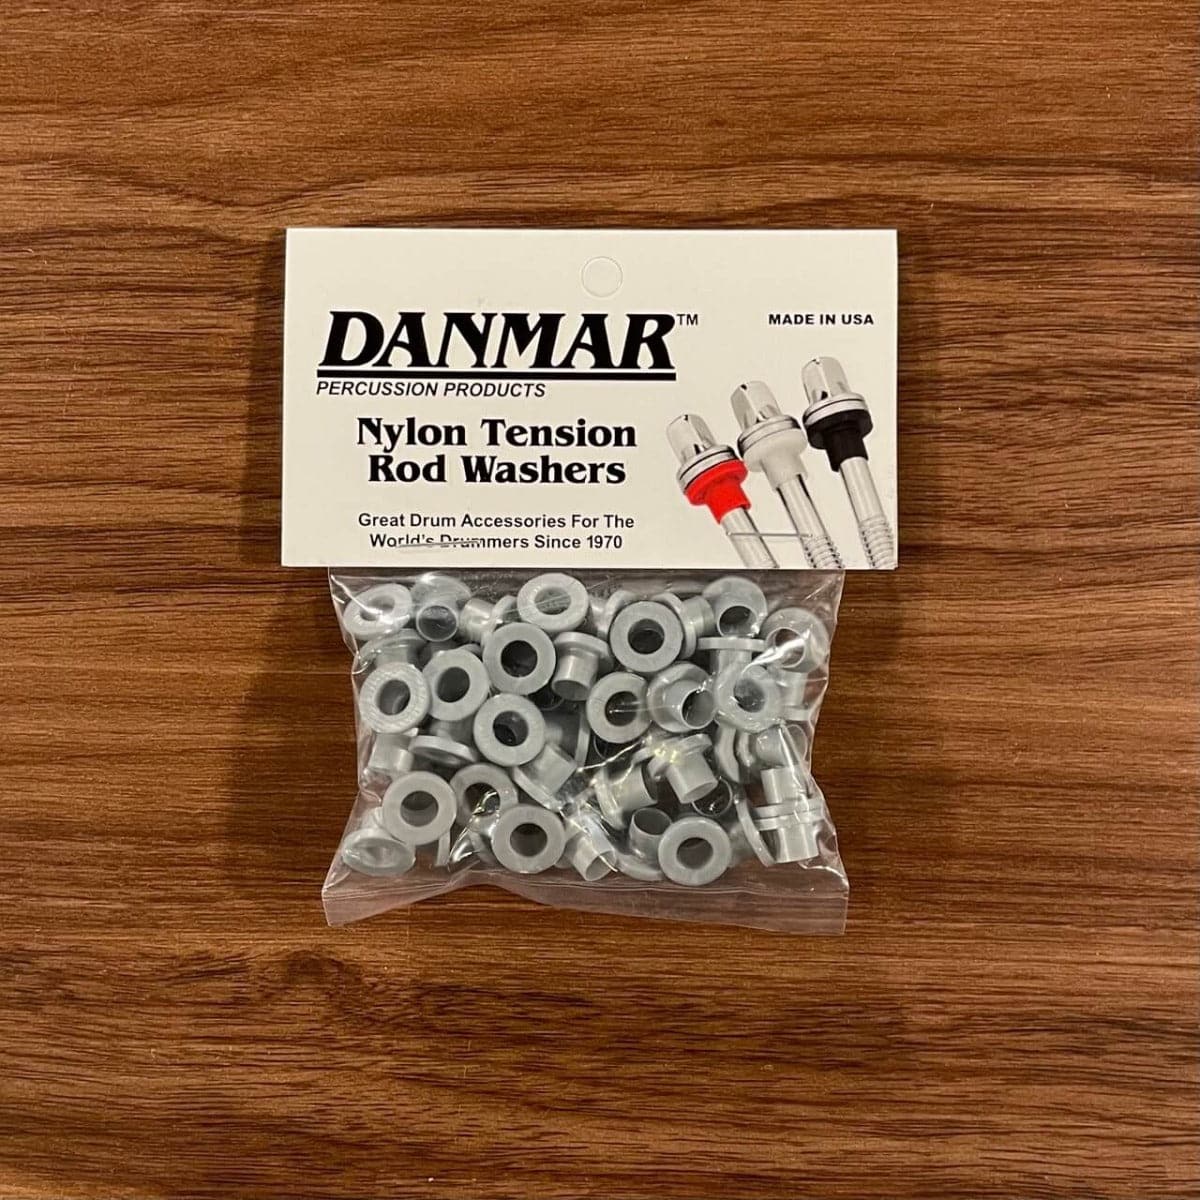 DANMAR™
MADE IN USA
PERCUSSION PRODUCTS
Nylon Tension
Rod Washers
Great Drum Accessories For The
World's Drummers Since 1970